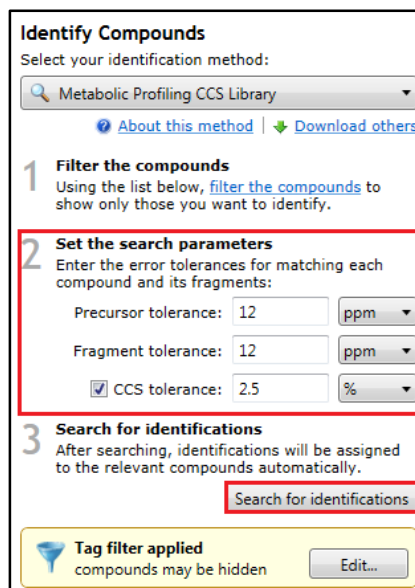 Identify Compounds
Select your identification method:
Metabolic Profiling CCS Library
About this method | Download others
1 Filter the compounds
Using the list below, filter the compounds to
show only those you want to identify.
2 Set the search parameters
Enter the error tolerances for matching each
compound and its fragments:
Precursor tolerance: 12 ppm
Fragment tolerance: 12 ppm
CCS tolerance: 2.5 %
3 Search for identifications
After searching, identifications will be assigned
to the relevant compounds automatically.
Search for identifications
Tag filter applied
compounds may be hidden
Edit...